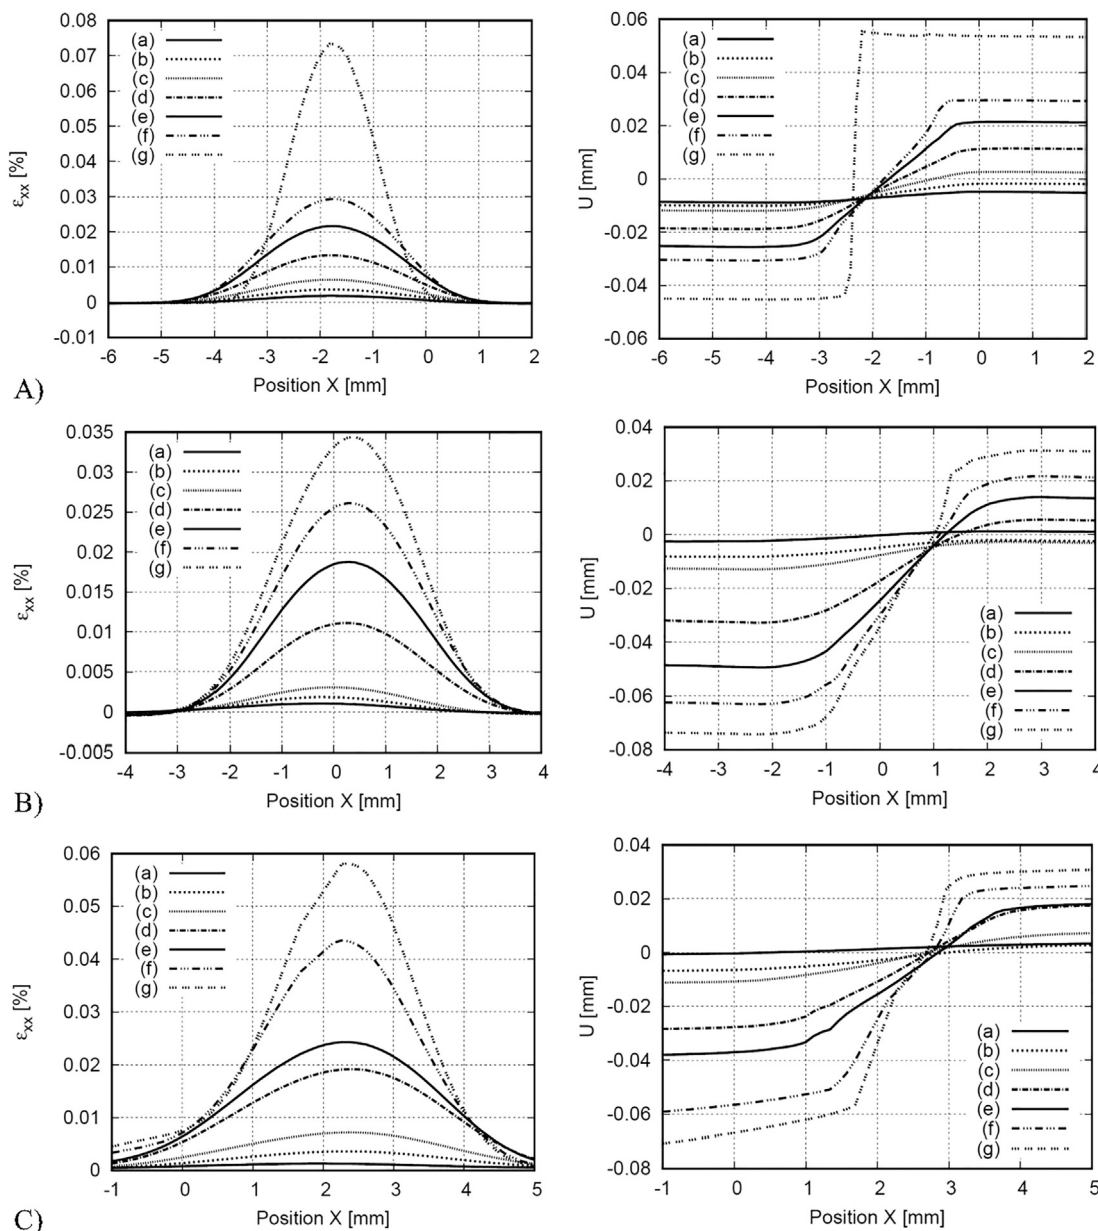 0.08
0.07
0.06
0.05
0.04
0.03
0.02
0.01
0
-0.01
εxx [%]
(a)
(b)
(c)
(d)
(e)
(f)
(g)
-6 -5 -4 -3 -2 -1 0 1 2
Position X [mm]
0.06
0.04
0.02
0
-0.02
-0.04
-0.06
U [mm]
(a)
(b)
(c)
(d)
(e)
(f)
(g)
-6 -5 -4 -3 -2 -1 0 1 2
Position X [mm]
A)
0.035
0.03
0.025
0.02
0.015
0.01
0.005
0
-0.005
εxx [%]
(a)
(b)
(c)
(d)
(e)
(f)
(g)
-4 -3 -2 -1 0 1 2 3 4
Position X [mm]
0.04
0.02
0
-0.02
-0.04
-0.06
-0.08
U [mm]
(a)
(b)
(c)
(d)
(e)
(f)
(g)
-4 -3 -2 -1 0 1 2 3 4
Position X [mm]
B)
0.06
0.05
0.04
0.03
0.02
0.01
0
εxx [%]
(a)
(b)
(c)
(d)
(e)
(f)
(g)
-1 0 1 2 3 4 5
Position X [mm]
0.04
0.02
0
-0.02
-0.04
-0.06
-0.08
U [mm]
(a)
(b)
(c)
(d)
(e)
(f)
(g)
-1 0 1 2 3 4 5
Position X [mm]
C)